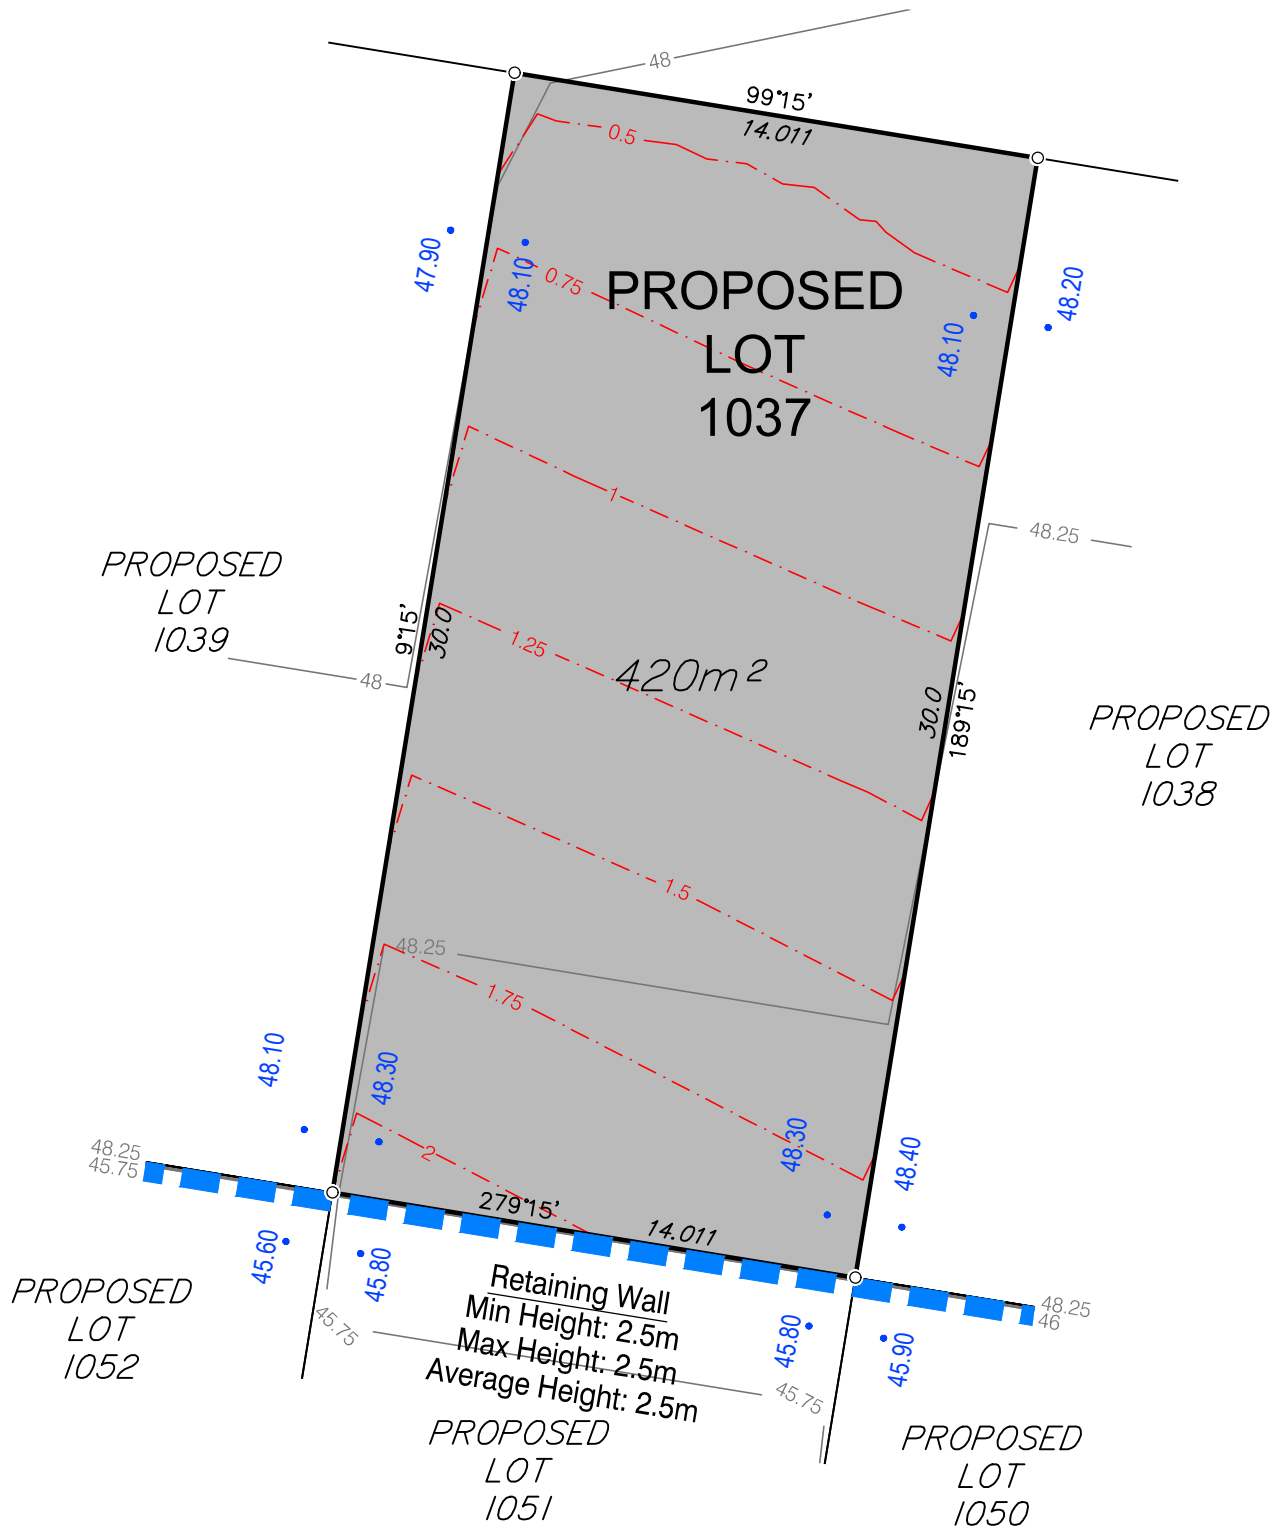 48
99°15'
14.011
0.5
47.90
48.10
0.75
PROPOSED
LOT
1037
48.10
48.20
1
48.25
PROPOSED
LOT
1039
9°15'
30.0
1.25
420m²
48
30.0
189°15'
PROPOSED
LOT
1038
1.5
48.25
1.75
48.10
48.30
48.30
48.40
2
48.25
45.75
279°15'
14.011
45.60
45.80
Retaining Wall
Min Height: 2.5m
Max Height: 2.5m
Average Height: 2.5m
48.25
46
45.75
45.80
45.90
45.75
PROPOSED
LOT
1052
PROPOSED
LOT
1051
PROPOSED
LOT
1050